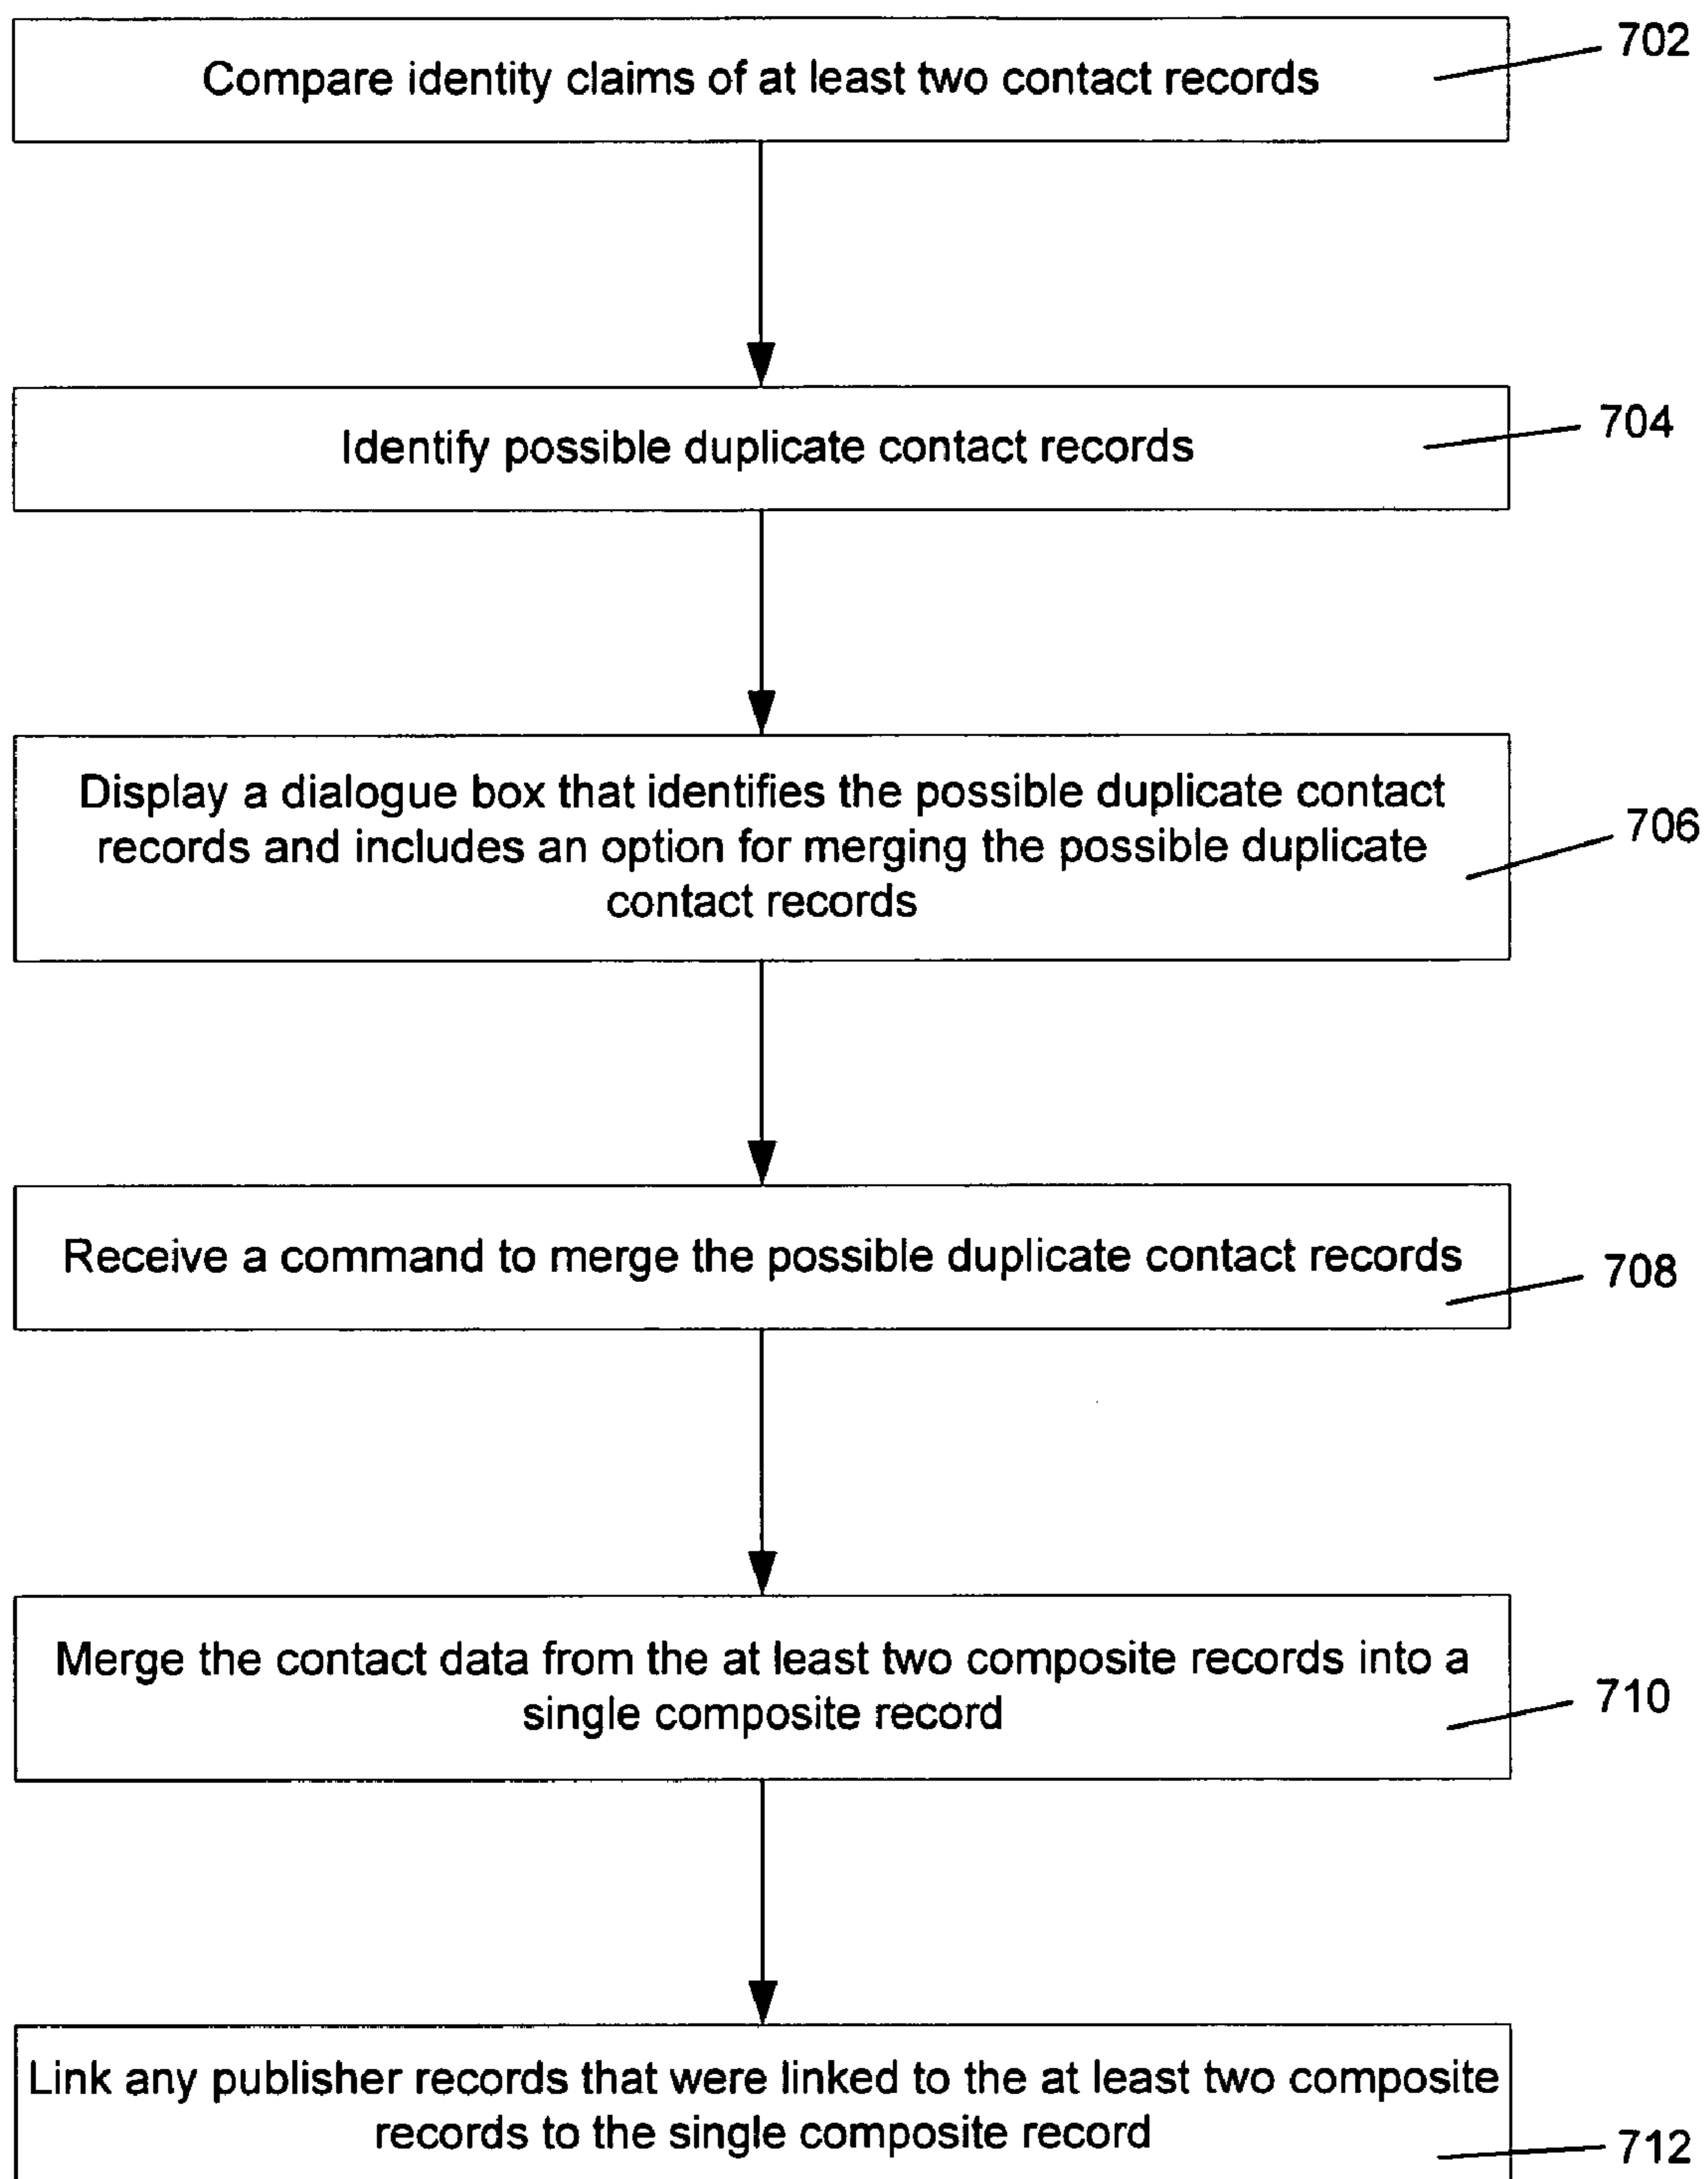 702
Compare identity claims of at least two contact records
704
Identify possible duplicate contact records
Display a dialogue box that identifies the possible duplicate contact
records and includes an option for merging the possible duplicate
contact records
706
Receive a command to merge the possible duplicate contact records
708
Merge the contact data from the at least two composite records into a
single composite record
710
Link any publisher records that were linked to the at least two composite
records to the single composite record
712